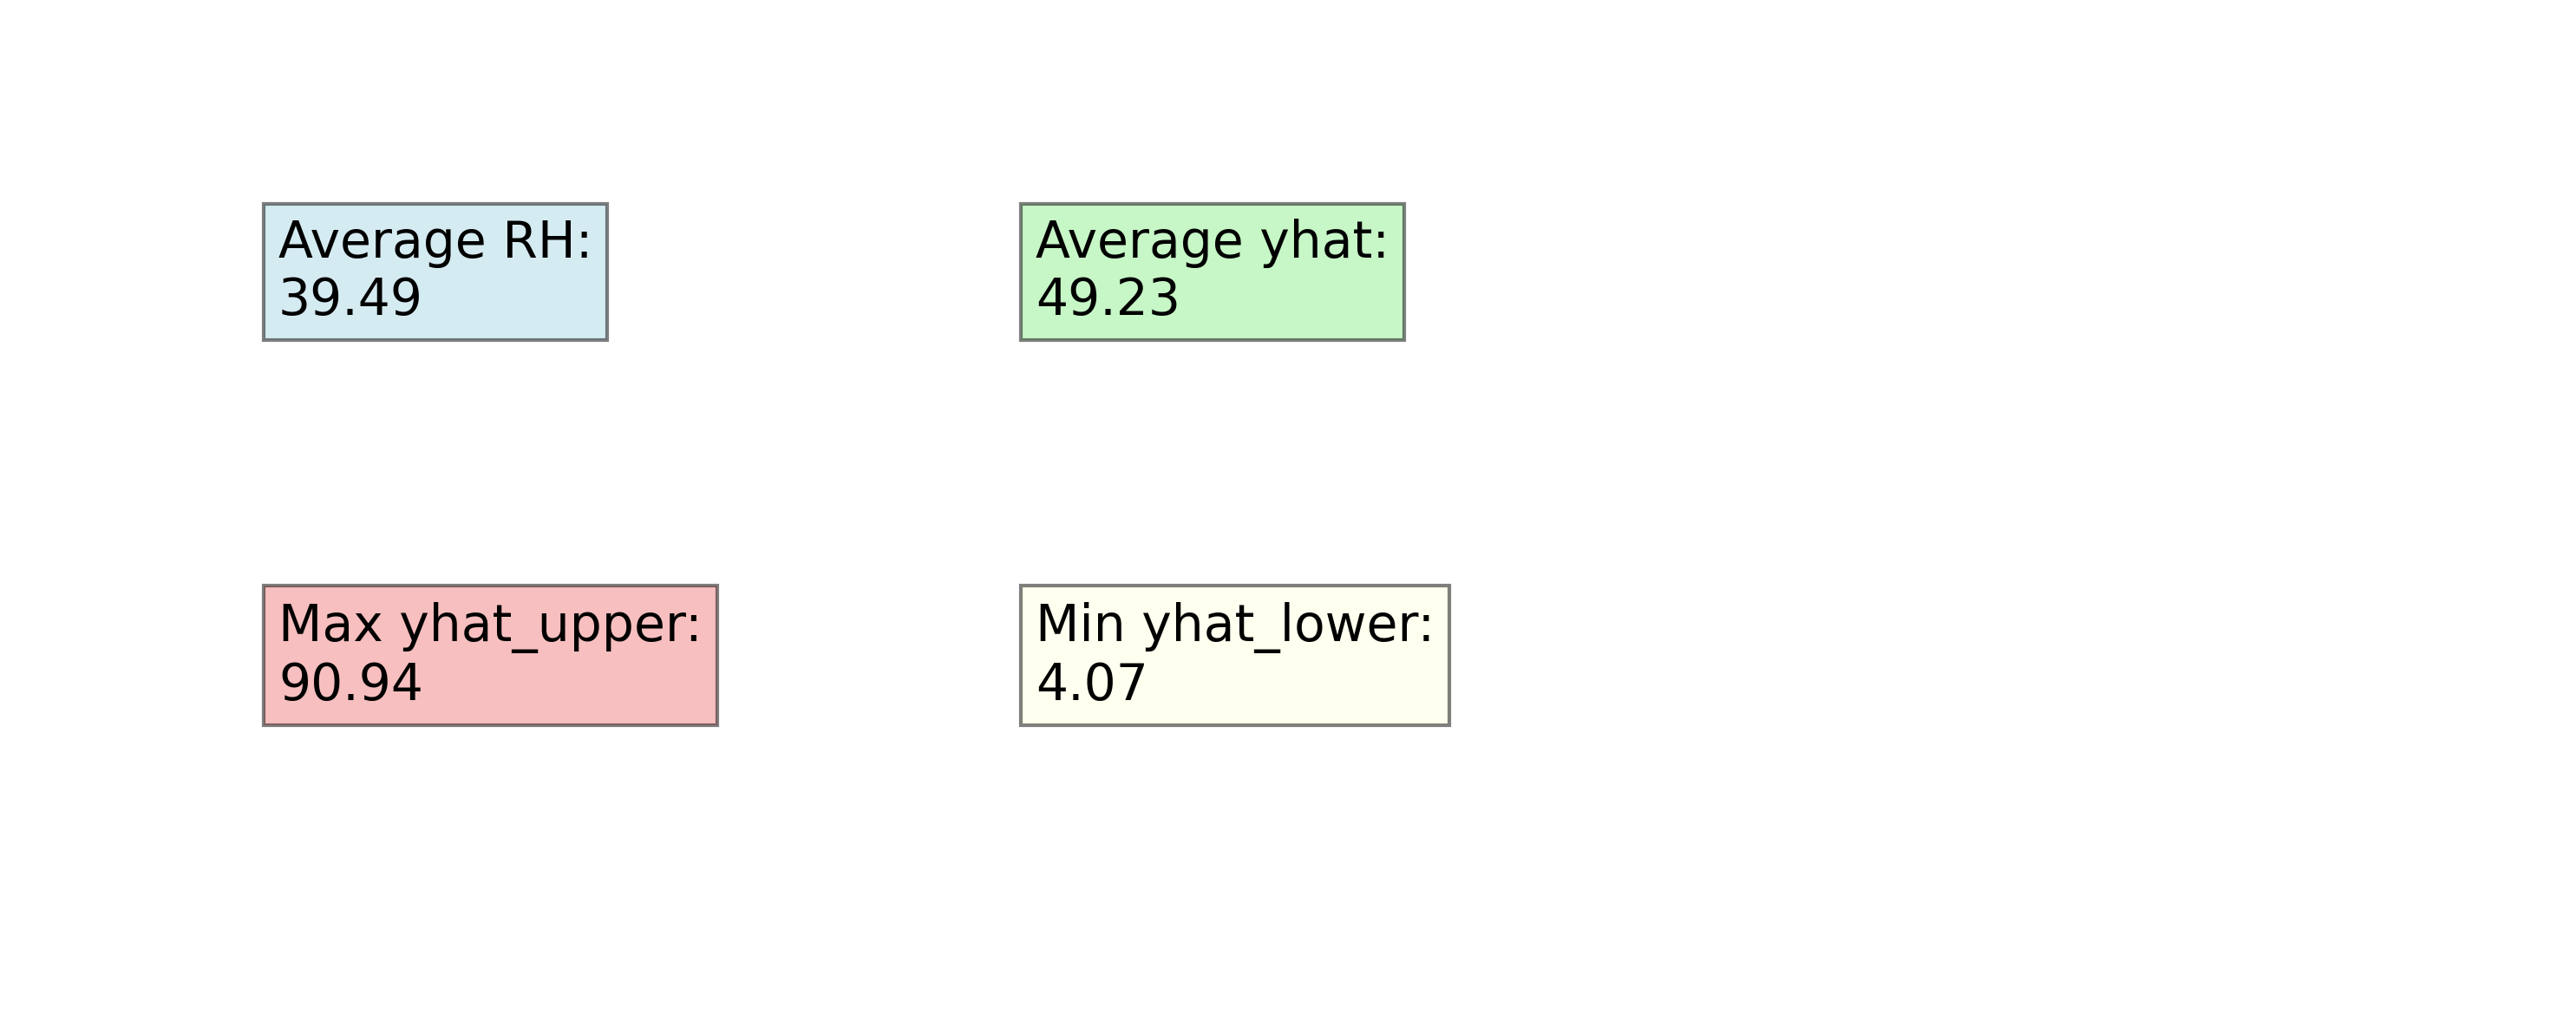 Average RH:
39.49
Average yhat:
49.23
Max yhat_upper:
90.94
Min yhat_lower:
4.07